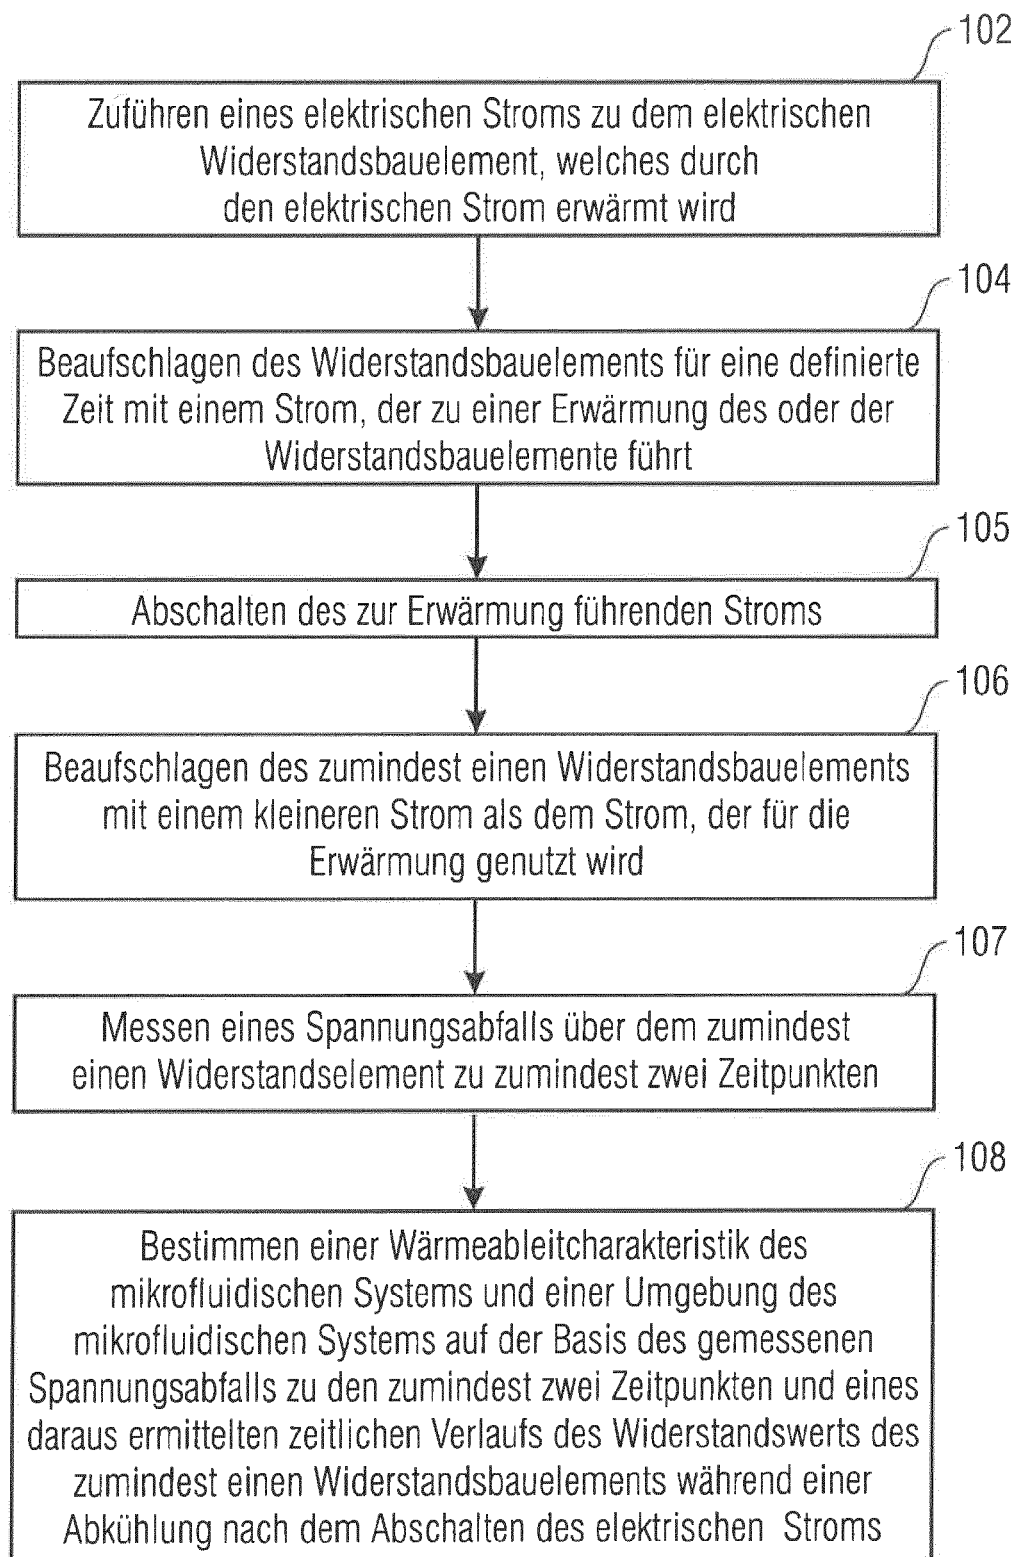 102
Zuführen eines elektrischen Stroms zu dem elektrischen
Widerstandsbauelement, welches durch
den elektrischen Strom erwärmt wird
104
Beaufschlagen des Widerstandsbauelements für eine definierte
Zeit mit einem Strom, der zu einer Erwärmung des oder der
Widerstandsbauelemente führt
105
Abschalten des zur Erwärmung führenden Stroms
106
Beaufschlagen des zumindest einen Widerstandsbauelements
mit einem kleineren Strom als dem Strom, der für die
Erwärmung genutzt wird
107
Messen eines Spannungsabfalls über dem zumindest
einen Widerstandselement zu zumindest zwei Zeitpunkten
108
Bestimmen einer Wärmeableitcharakteristik des
mikrofluidischen Systems und einer Umgebung des
mikrofluidischen Systems auf der Basis des gemessenen
Spannungsabfalls zu den zumindest zwei Zeitpunkten und eines
daraus ermittelten zeitlichen Verlaufs des Widerstandswerts des
zumindest einen Widerstandsbauelements während einer
Abkühlung nach dem Abschalten des elektrischen Stroms